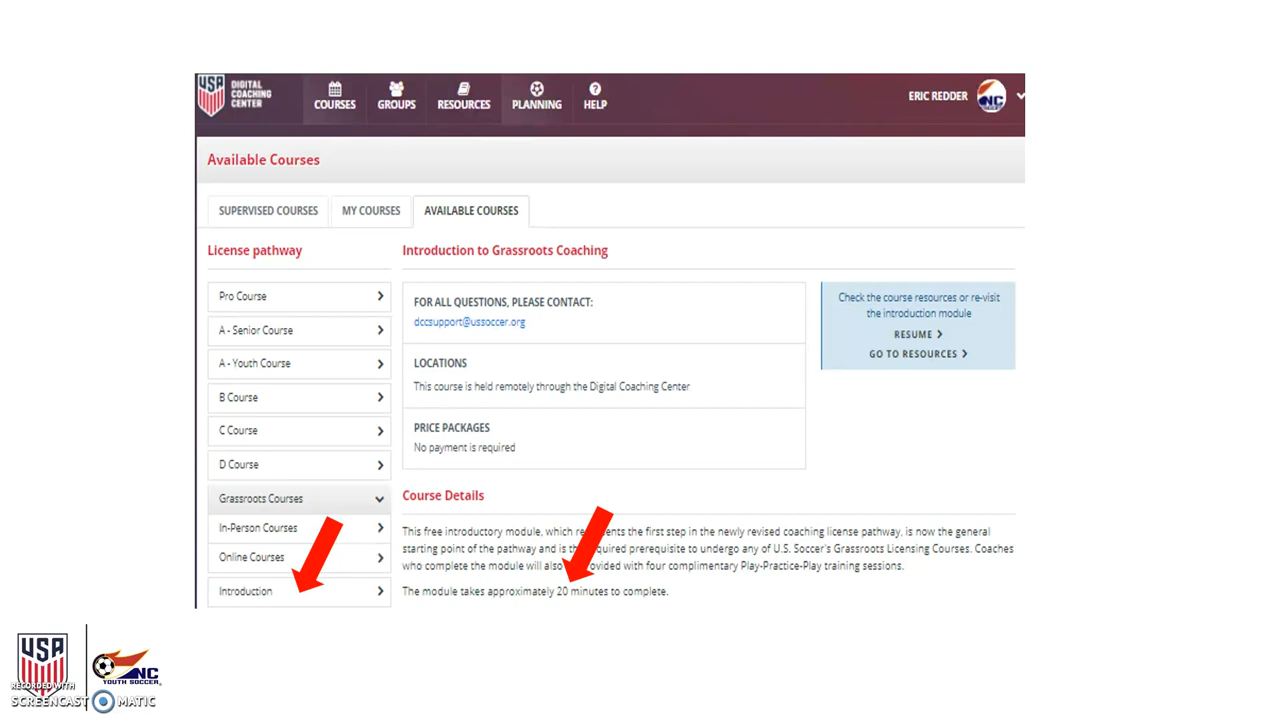 USA
DIGITAL
COACHING
CENTER
COURSES
GROUPS
RESOURCES
PLANNING
HELP
ERIC REDDER
NC
Available Courses
SUPERVISED COURSES
MY COURSES
AVAILABLE COURSES
License pathway
Pro Course
A - Senior Course
A - Youth Course
B Course
C Course
D Course
Grassroots Courses
In-Person Courses
Online Courses
Introduction
Introduction to Grassroots Coaching
FOR ALL QUESTIONS, PLEASE CONTACT:
dccsupport@ussoccer.org
LOCATIONS
This course is held remotely through the Digital Coaching Center
PRICE PACKAGES
No payment is required
Check the course resources or re-visit
the introduction module
RESUME
GO TO RESOURCES
Course Details
This free introductory module, which the first step in the newly revised coaching license pathway, is now the general
starting point of the pathway and is prerequisite to undergo any of U.S. Soccer's Grassroots Licensing Courses. Coaches
who complete the module will with four complimentary Play-Practice-Play training sessions.
The module takes approximately 20 minutes to complete.
USA
NC
YOUTH SOCCER
RECORDED WITH
SCREENCAST MATIC